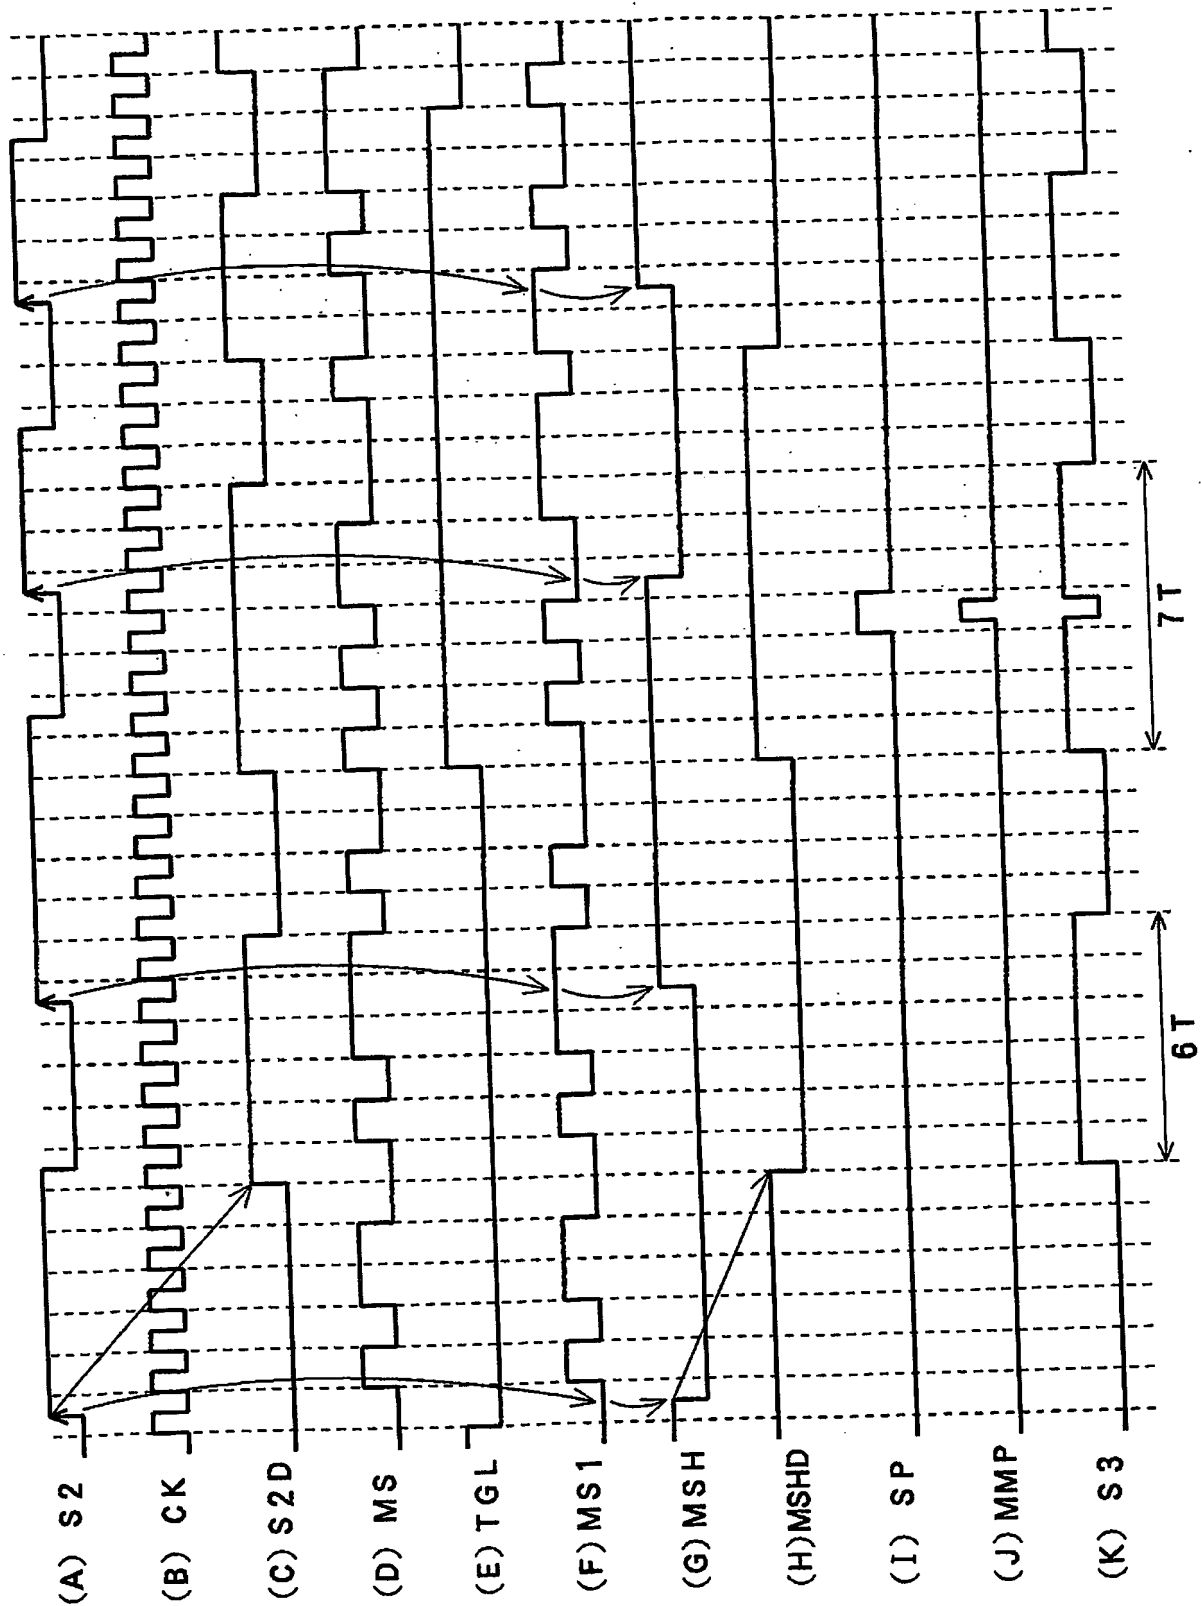 (A) S2
(B) CK
(C) S2D
(D) MS
(E) TGL
(F) MS1
(G) MSH
(H) MSHD
(I) SP
(J) MMP
(K) S3
6T
7T